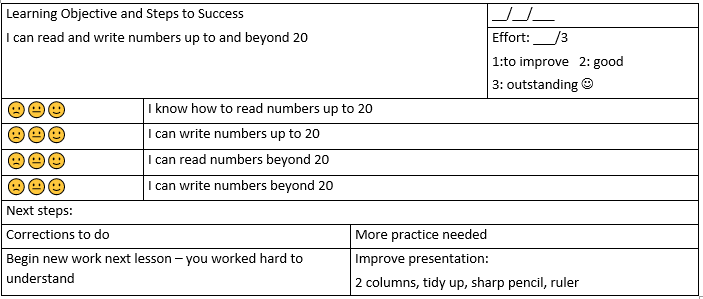 Learning Objective and Steps to Success
I can read and write numbers up to and beyond 20
__/__/___
Effort: ___/3
1:to improve 2: good
3: outstanding ☺
☹😐🙂 I know how to read numbers up to 20
☹😐🙂 I can write numbers up to 20
☹😐🙂 I can read numbers beyond 20
☹😐🙂 I can write numbers beyond 20
Next steps:
Corrections to do
More practice needed
Begin new work next lesson – you worked hard to
understand
Improve presentation:
2 columns, tidy up, sharp pencil, ruler